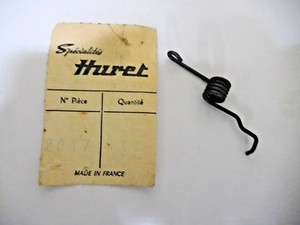 Spécialités
Huret
N° Pièce Quantité
MADE IN FRANCE